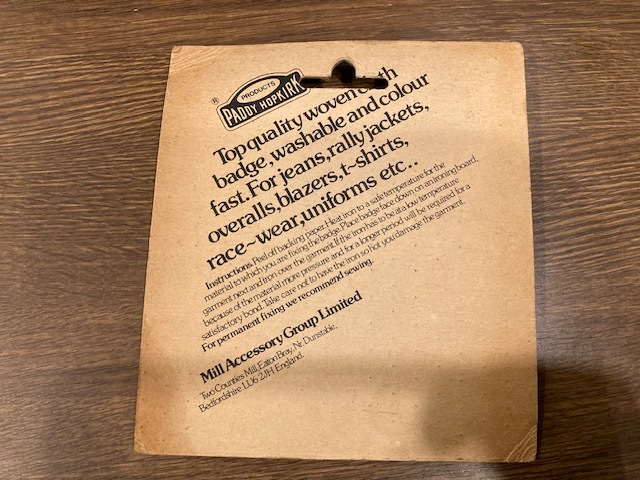 ®
PRODUCTS
PADDY HOPKIRK
Top quality woven cloth
badge, washable and colour
fast. For jeans, rally jackets,
overalls, blazers, t-shirts,
race-wear, uniforms etc..
Instructions. Peel off backing paper. Heat iron to a safe temperature for the
material to which you are fixing the badge. Place badge face down on an ironing board,
garment next and iron over the garment. If the iron has to be at a low temperature
because of the material more pressure and for a longer period will be required for a
satisfactory bond. Take care not to have the iron so hot you damage the garment.
For permanent fixing we recommend sewing.
Mill Accessory Group Limited
Two Counties Mill, Eaton Bray, Nr. Dunstable,
Bedfordshire. LU6 2JH England.